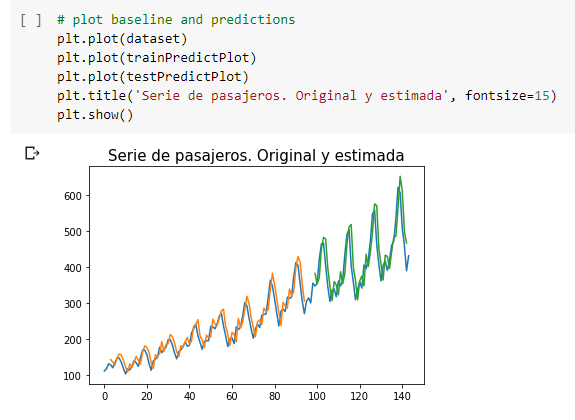 [ ] # plot baseline and predictions
plt.plot(dataset)
plt.plot(trainPredictPlot)
plt.plot(testPredictPlot)
plt.title('Serie de pasajeros. Original y estimada', fontsize=15)
plt.show()
Serie de pasajeros. Original y estimada
600
500
400
300
200
100
0 20 40 60 80 100 120 140